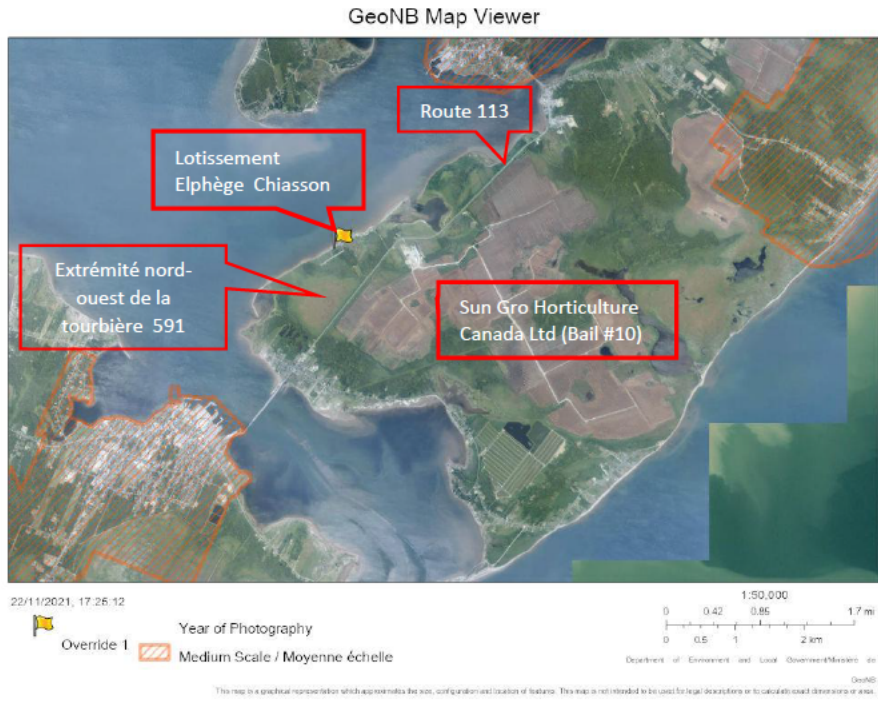 GeoNB Map Viewer
Route 113
Lotissement
Elphège Chiasson
Extrémité nord-
ouest de la
tourbière 591
Sun Gro Horticulture
Canada Ltd (Bail #10)
22/11/2021, 17:25:12
Override 1
Year of Photography
Medium Scale / Moyenne échelle
1:50,000
0 0.42 0.85 1.7 mi
0 0.5 1 2 km
Department of Environment and Local Government/Ministère de
GeoNB
This map is a graphical representation which approximates the size, configuration and location of features. This map is not intended to be used for legal descriptions or to calculate exact dimensions or areas.